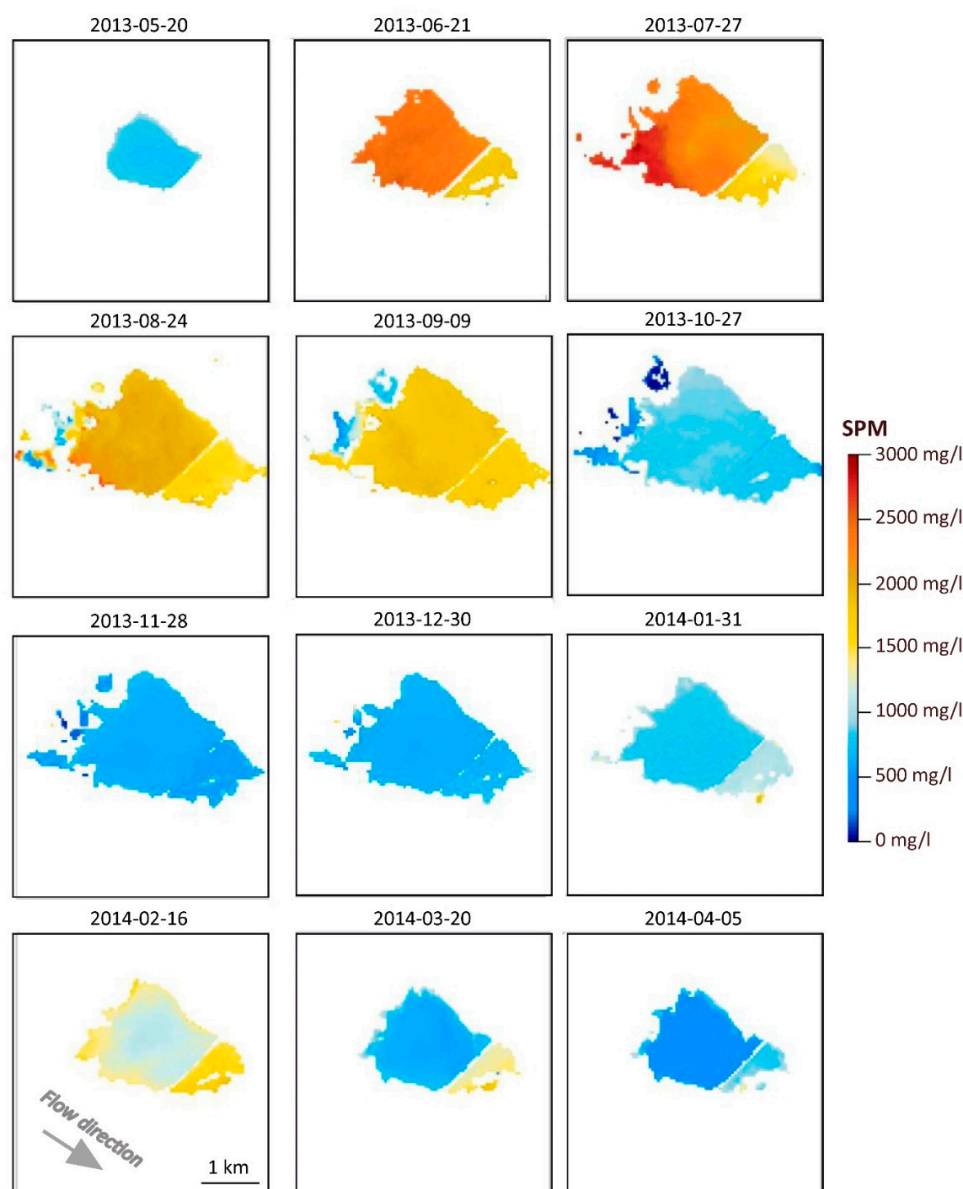 2013-05-20
2013-06-21
2013-07-27
2013-08-24
2013-09-09
2013-10-27
SPM
3000 mg/l
2500 mg/l
2000 mg/l
1500 mg/l
1000 mg/l
500 mg/l
0 mg/l
2013-11-28
2013-12-30
2014-01-31
2014-02-16
2014-03-20
2014-04-05
Flow direction
1 km